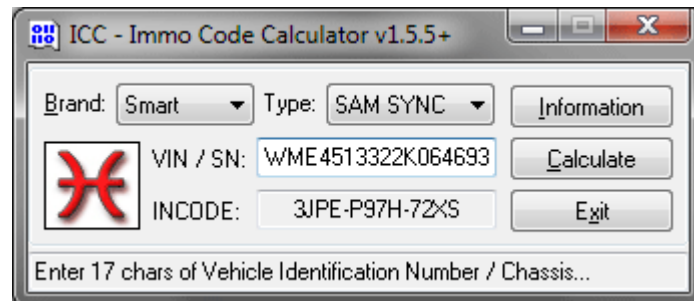 ICC - Immo Code Calculator v1.5.5+
Brand: Smart Type: SAM SYNC Information
VIN / SN: WME4513322K064693 Calculate
INCODE: 3JPE-P97H-72XS Exit
Enter 17 chars of Vehicle Identification Number / Chassis...